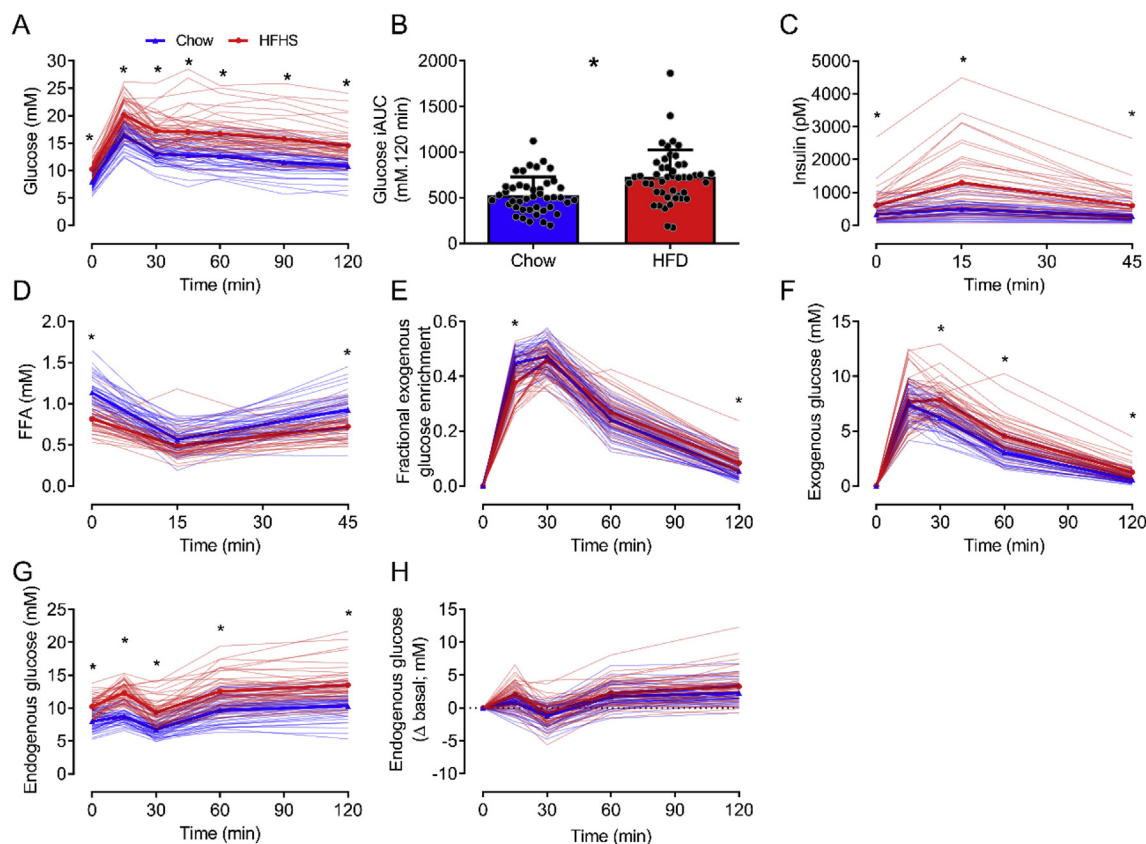 A
Chow
HFHS
Glucose (mM)
30
25
20
15
10
5
0
* * * * * * *
0 30 60 90 120
Time (min)
B
Glucose iAUC
(mM.120 min)
2000
1500
1000
500
0
*
Chow HFD
C
Insulin (pM)
5000
4000
3000
2000
1000
0
* * *
0 15 30 45
Time (min)
D
FFA (mM)
2.0
1.5
1.0
0.5
0.0
* *
0 15 30 45
Time (min)
E
Fractional exogenous
glucose enrichment
0.6
0.4
0.2
0.0
* *
0 30 60 90 120
Time (min)
F
Exogenous glucose (mM)
15
10
5
0
* * *
0 30 60 90 120
Time (min)
G
Endogenous glucose (mM)
25
20
15
10
5
0
* * * * *
0 30 60 90 120
Time (min)
H
Endogenous glucose
(Δ basal; mM)
15
10
5
0
-5
-10
0 30 60 90 120
Time (min)